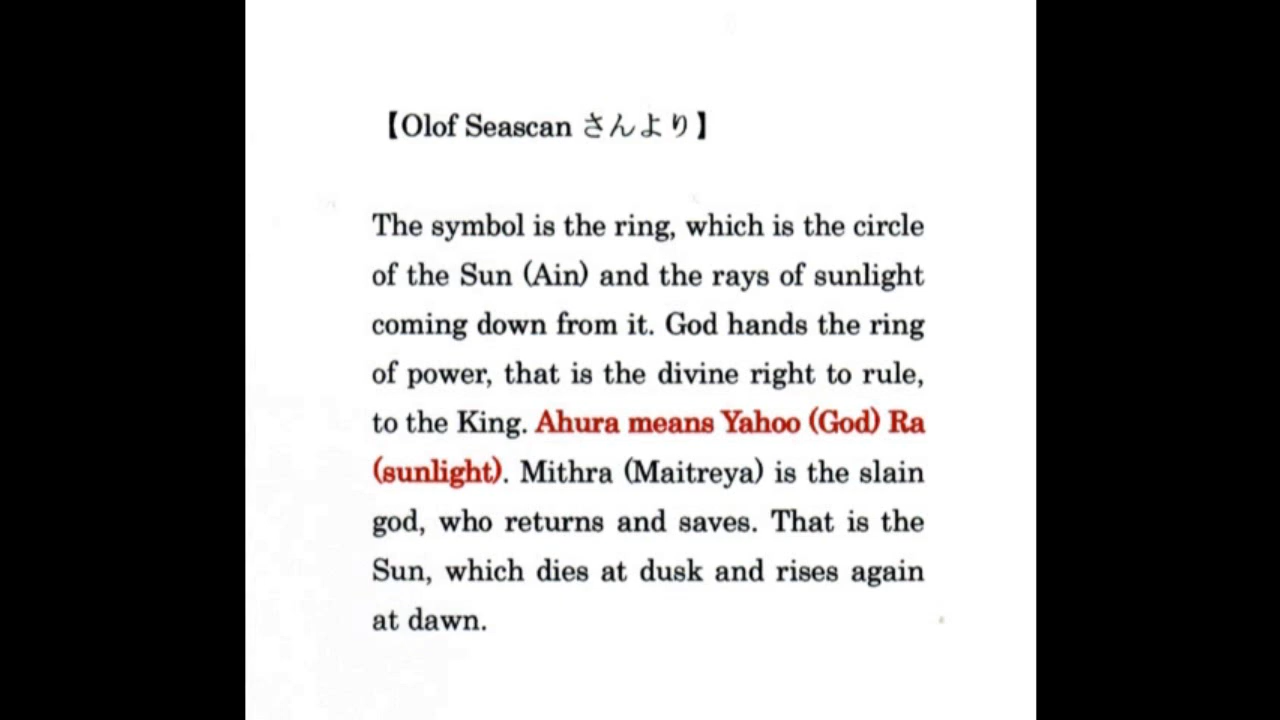 【Olof Seascan さんより】
The symbol is the ring, which is the circle
of the Sun (Ain) and the rays of sunlight
coming down from it. God hands the ring
of power, that is the divine right to rule,
to the King. Ahura means Yahoo (God) Ra
(sunlight). Mithra (Maitreya) is the slain
god, who returns and saves. That is the
Sun, which dies at dusk and rises again
at dawn.